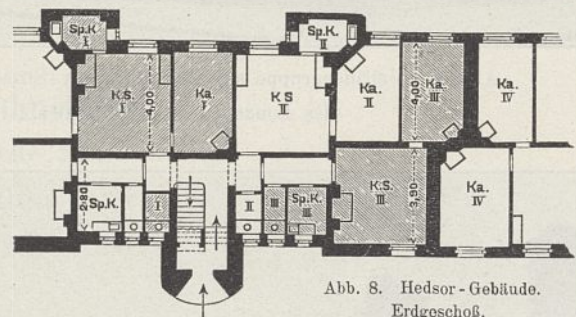 Sp.K. I
Sp.K. II
K.S. I
4,00
Ka. I
K.S II
Ka. II
Ka. III
4,00
Ka. IV
2,80
Sp.K.
I
II
III
Sp.K. III
K.S. III
3,90
Ka. IV
Abb. 8. Hedsor-Gebäude.
Erdgeschoß.